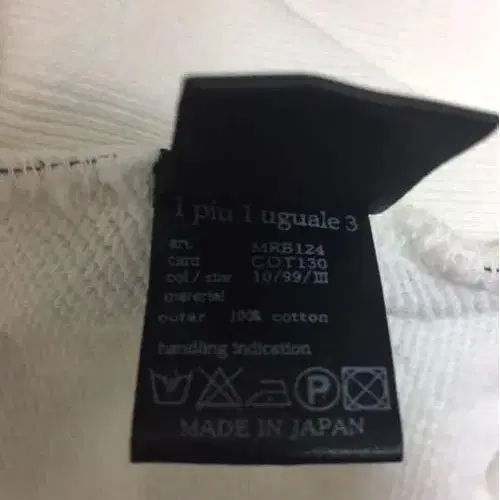 1 piu 1 uguale 3
art. MRB124
card COT130
col/size 10/99/III
material
outer 100% cotton
handling indication
P
MADE IN JAPAN